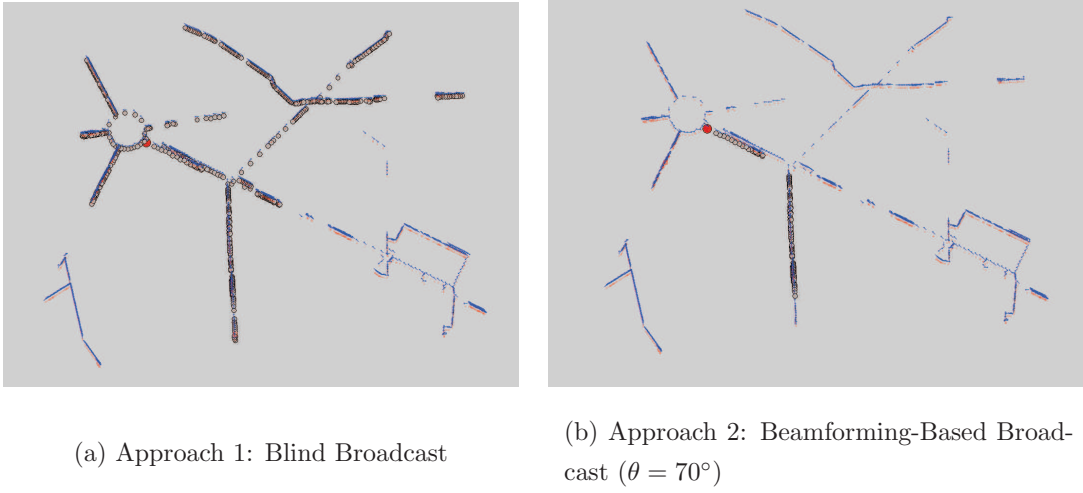 (a) Approach 1: Blind Broadcast
(b) Approach 2: Beamforming-Based Broad-
cast (θ = 70°)